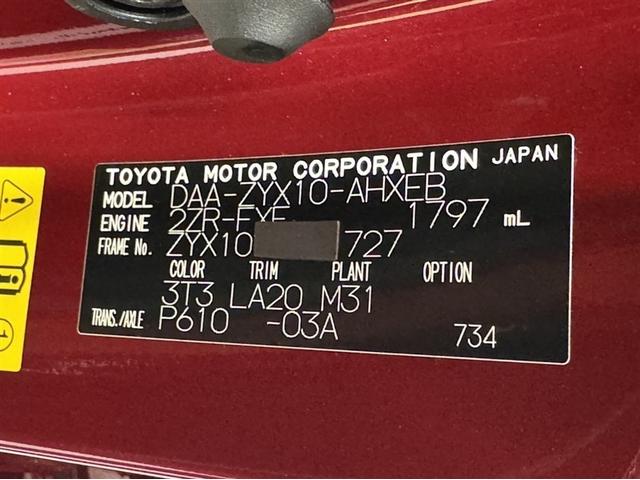 TOYOTA MOTOR CORPORATION JAPAN
MODEL DAA-ZYX10-AHXEB
ENGINE 2ZR-FXE 1797 mL
FRAME No. ZYX10 727
COLOR TRIM PLANT OPTION
3T3 LA20 M31
TRANS./AXLE P610 -03A
734
1